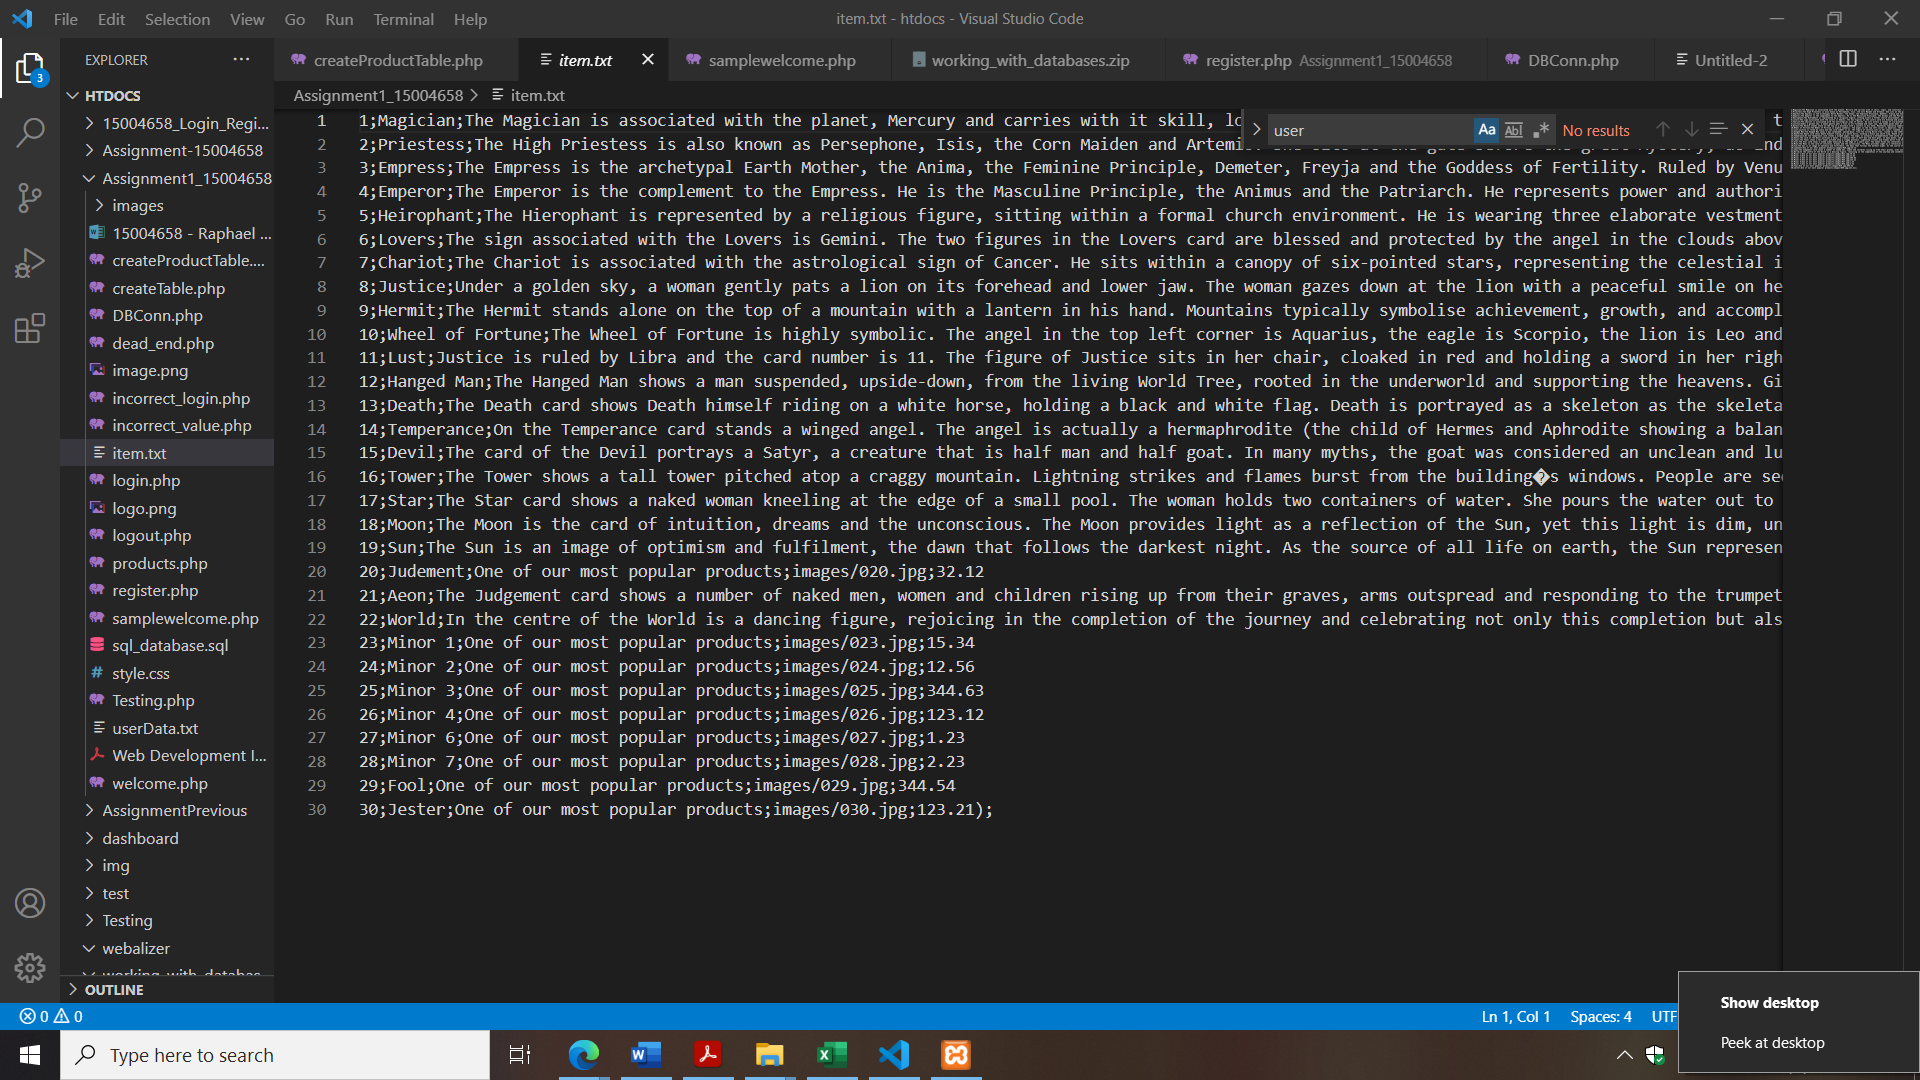 File Edit Selection View Go Run Terminal Help
item.txt - htdocs - Visual Studio Code
EXPLORER
createProductTable.php
item.txt
samplewelcome.php
working_with_databases.zip
register.php Assignment1_15004658
DBConn.php
Untitled-2
Assignment1_15004658 > item.txt
user
Aa Abl .*
No results
3
HTDOCS
15004658_Login_Regi...
Assignment-15004658
Assignment1_15004658
images
15004658 - Raphael ...
createProductTable....
createTable.php
DBConn.php
dead_end.php
image.png
incorrect_login.php
incorrect_value.php
item.txt
login.php
logo.png
logout.php
products.php
register.php
samplewelcome.php
sql_database.sql
style.css
Testing.php
userData.txt
Web Development I...
welcome.php
AssignmentPrevious
dashboard
img
test
Testing
webalizer
working_with_databas
OUTLINE
1 1;Magician;The Magician is associated with the planet, Mercury and carries with it skill, lo
2 2;Priestess;The High Priestess is also known as Persephone, Isis, the Corn Maiden and Artemis
3 3;Empress;The Empress is the archetypal Earth Mother, the Anima, the Feminine Principle, Demeter, Freyja and the Goddess of Fertility. Ruled by Venu
4 4;Emperor;The Emperor is the complement to the Empress. He is the Masculine Principle, the Animus and the Patriarch. He represents power and authori
5 5;Heirophant;The Hierophant is represented by a religious figure, sitting within a formal church environment. He is wearing three elaborate vestment
6 6;Lovers;The sign associated with the Lovers is Gemini. The two figures in the Lovers card are blessed and protected by the angel in the clouds abov
7 7;Chariot;The Chariot is associated with the astrological sign of Cancer. He sits within a canopy of six-pointed stars, representing the celestial i
8 8;Justice;Under a golden sky, a woman gently pats a lion on its forehead and lower jaw. The woman gazes down at the lion with a peaceful smile on he
9 9;Hermit;The Hermit stands alone on the top of a mountain with a lantern in his hand. Mountains typically symbolise achievement, growth, and accompl
10 10;Wheel of Fortune;The Wheel of Fortune is highly symbolic. The angel in the top left corner is Aquarius, the eagle is Scorpio, the lion is Leo and
11 11;Lust;Justice is ruled by Libra and the card number is 11. The figure of Justice sits in her chair, cloaked in red and holding a sword in her righ
12 12;Hanged Man;The Hanged Man shows a man suspended, upside-down, from the living World Tree, rooted in the underworld and supporting the heavens. Gi
13 13;Death;The Death card shows Death himself riding on a white horse, holding a black and white flag. Death is portrayed as a skeleton as the skeleta
14 14;Temperance;On the Temperance card stands a winged angel. The angel is actually a hermaphrodite (the child of Hermes and Aphrodite showing a balan
15 15;Devil;The card of the Devil portrays a Satyr, a creature that is half man and half goat. In many myths, the goat was considered an unclean and lu
16 16;Tower;The Tower shows a tall tower pitched atop a craggy mountain. Lightning strikes and flames burst from the building�s windows. People are see
17 17;Star;The Star card shows a naked woman kneeling at the edge of a small pool. The woman holds two containers of water. She pours the water out to
18 18;Moon;The Moon is the card of intuition, dreams and the unconscious. The Moon provides light as a reflection of the Sun, yet this light is dim, un
19 19;Sun;The Sun is an image of optimism and fulfilment, the dawn that follows the darkest night. As the source of all life on earth, the Sun represen
20 20;Judement;One of our most popular products;images/020.jpg;32.12
21 21;Aeon;The Judgement card shows a number of naked men, women and children rising up from their graves, arms outspread and responding to the trumpet
22 22;World;In the centre of the World is a dancing figure, rejoicing in the completion of the journey and celebrating not only this completion but als
23 23;Minor 1;One of our most popular products;images/023.jpg;15.34
24 24;Minor 2;One of our most popular products;images/024.jpg;12.56
25 25;Minor 3;One of our most popular products;images/025.jpg;344.63
26 26;Minor 4;One of our most popular products;images/026.jpg;123.12
27 27;Minor 6;One of our most popular products;images/027.jpg;1.23
28 28;Minor 7;One of our most popular products;images/028.jpg;2.23
29 29;Fool;One of our most popular products;images/029.jpg;344.54
30 30;Jester;One of our most popular products;images/030.jpg;123.21);
0 0
Ln 1, Col 1 Spaces: 4 UTF
Show desktop
Peek at desktop
Type here to search